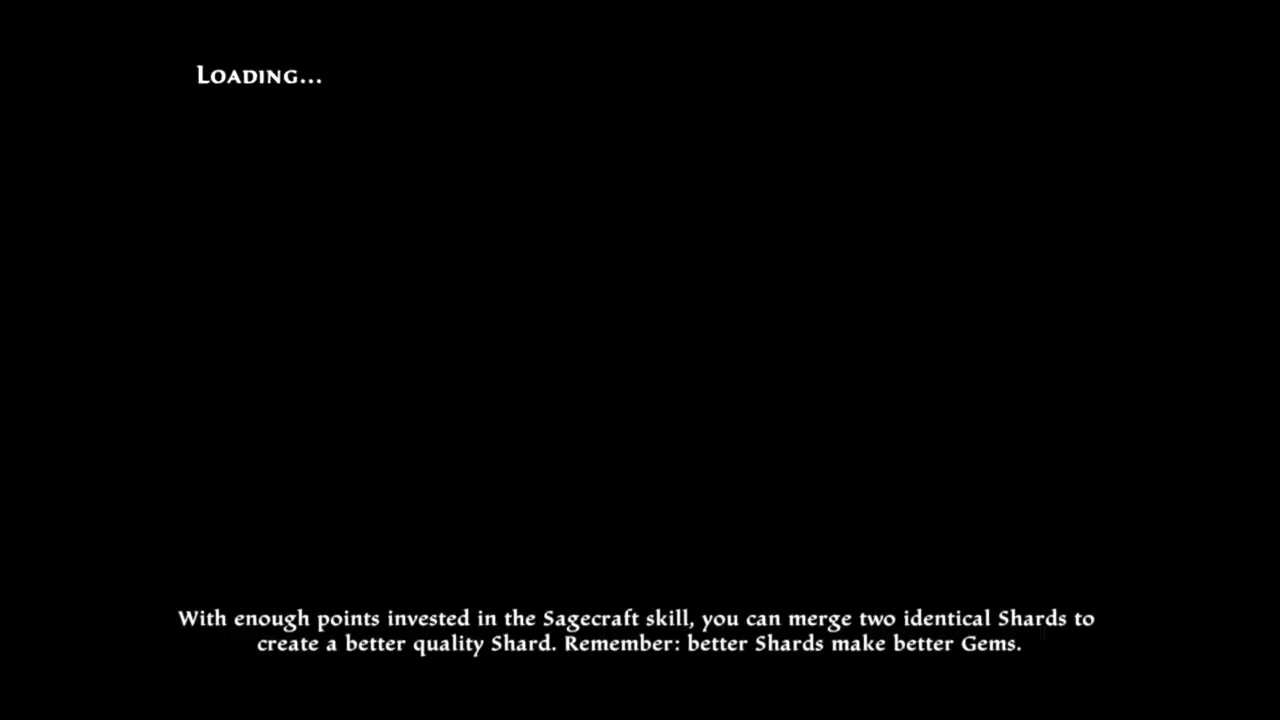 Loading...
With enough points invested in the Sagecraft skill, you can merge two identical Shards to
create a better quality Shard. Remember: better Shards make better Gems.